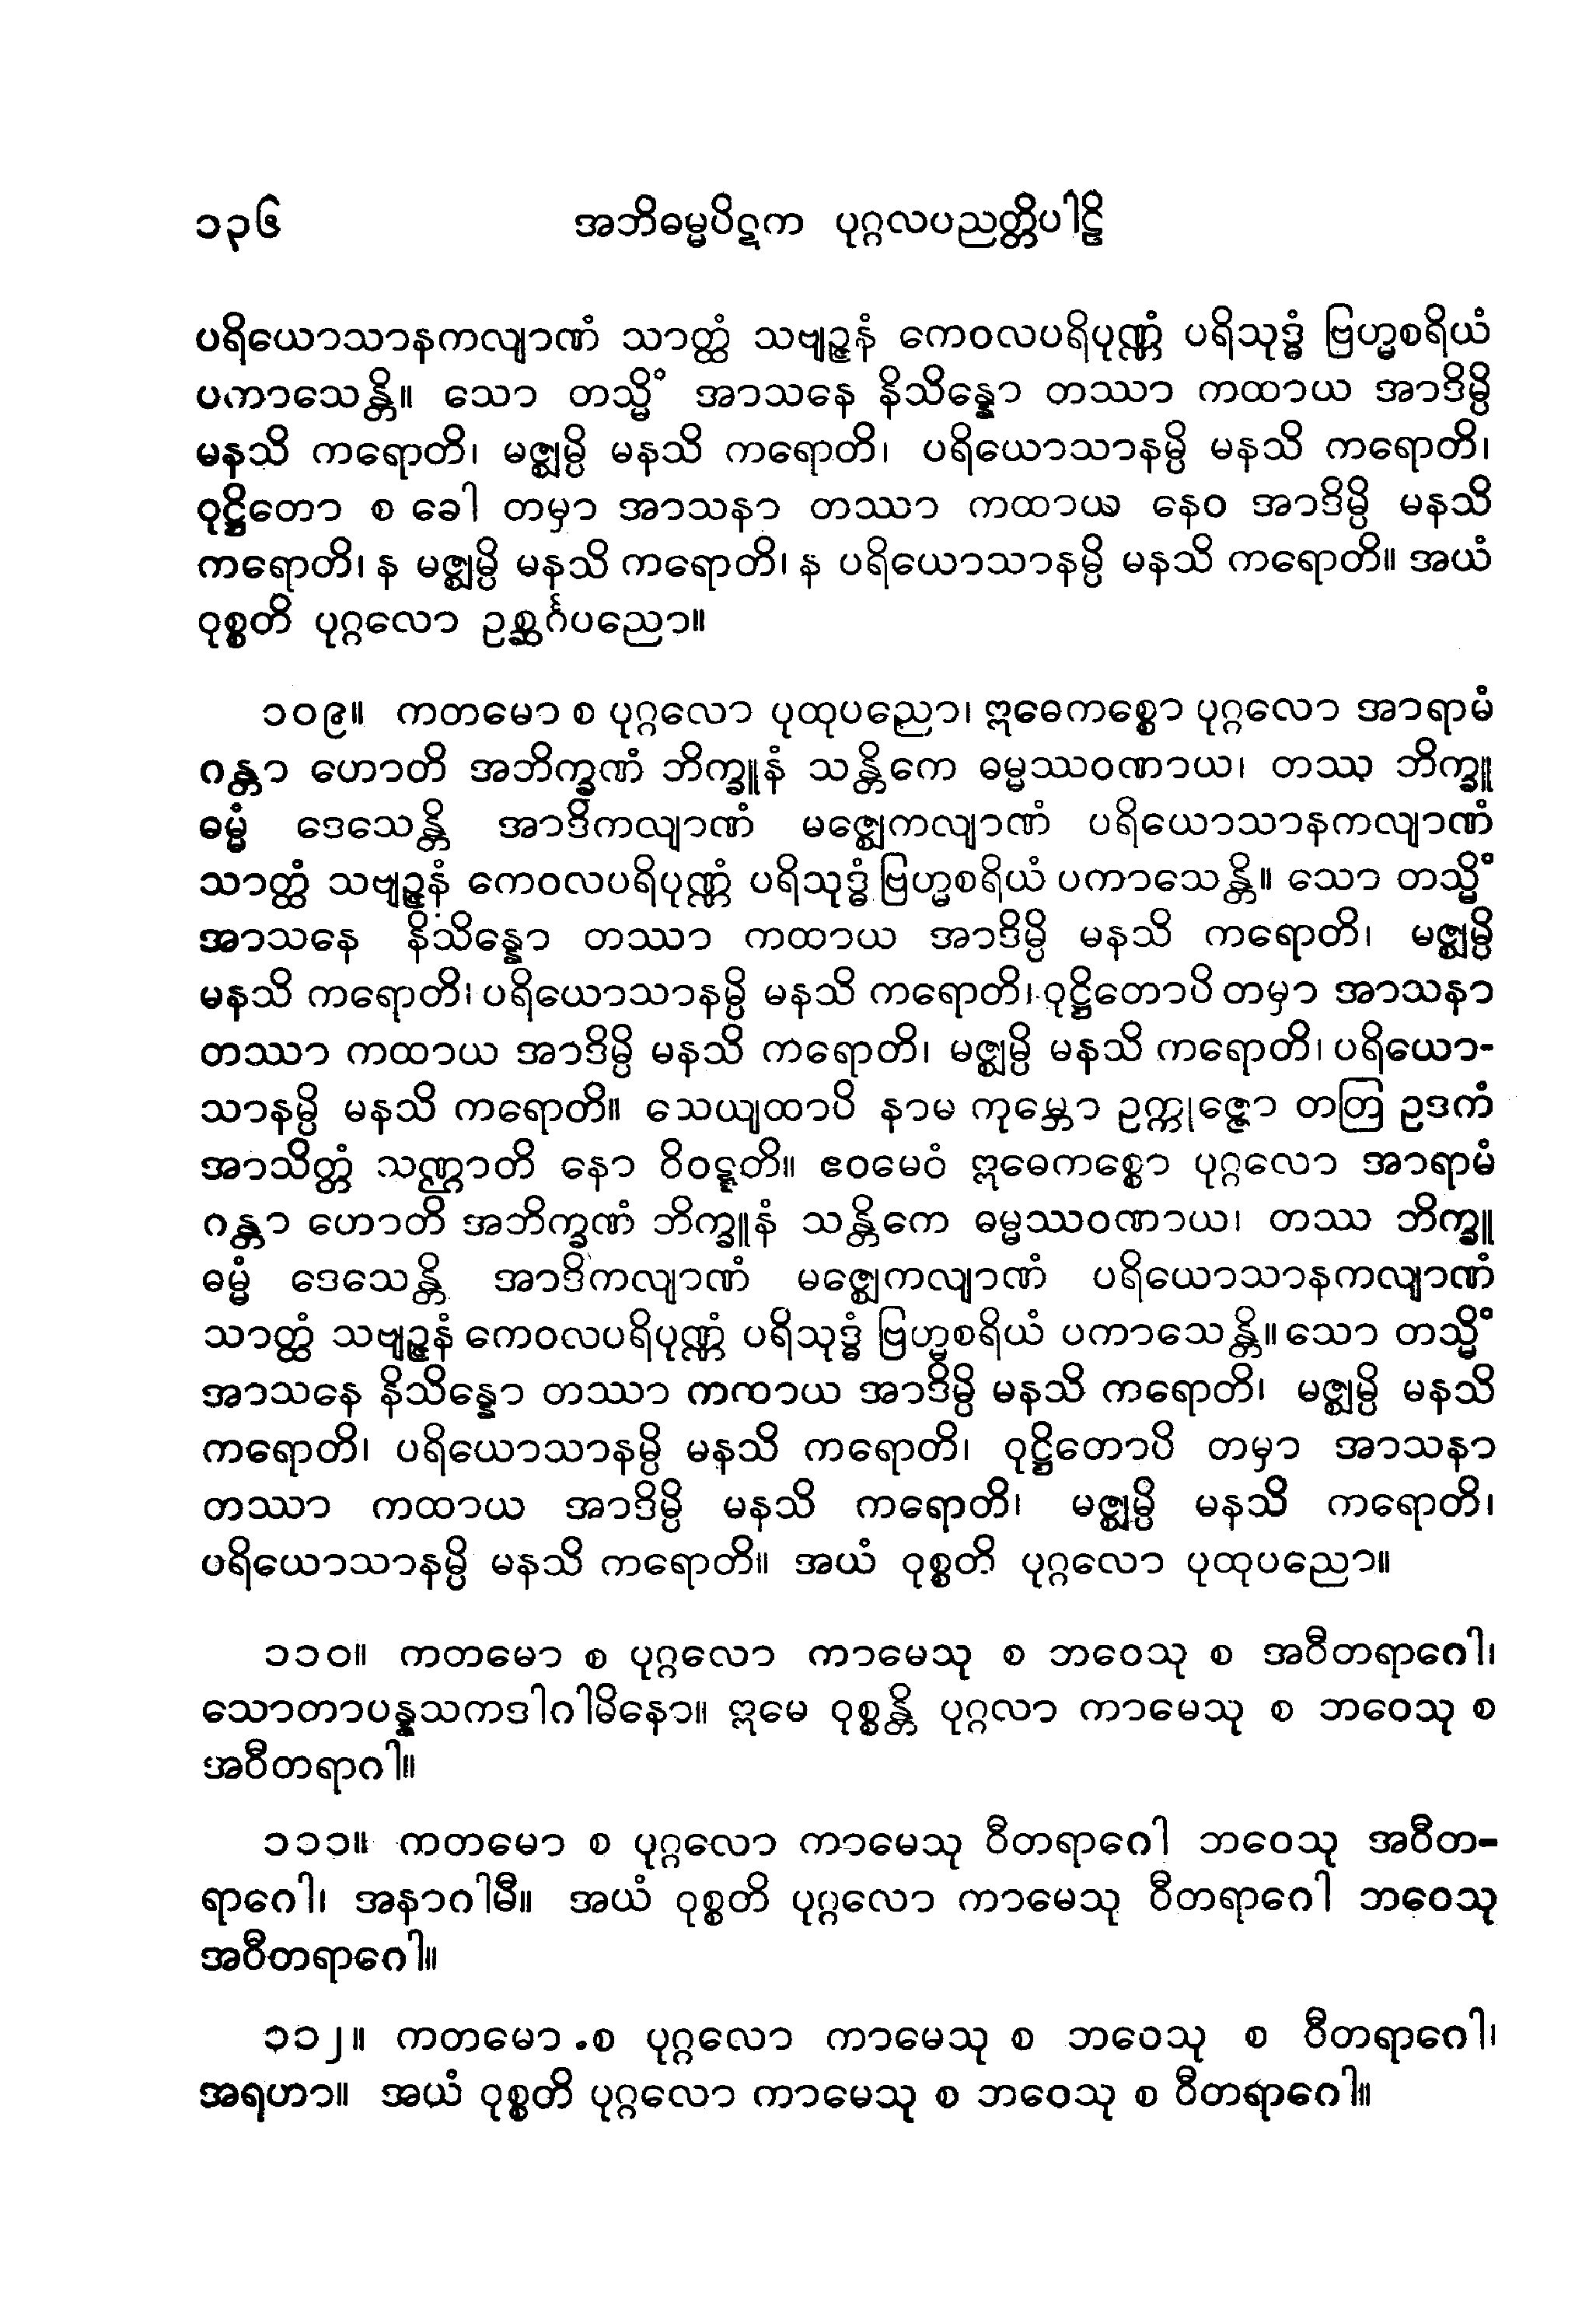 ၁၃၆ အဘိဓမ္မပိဋက ပုဂ္ဂလပညတ္တိပါဠိ
ပရိယောသာနကလျာဏံ သာတ္ထံ သဗျဉ္ဇနံ ကေဝလပရိပုဏ္ဏံ ပရိသုဒ္ဓံ ဗြဟ္မစရိယံ
ပကာသေန္တိ။ သော တသ္မိံ အာသနေ နိသိန္နော တဿာ ကထာယ အာဒိမ္ပိ
မနသိ ကရောတိ၊ မဇ္ဈမ္ပိ မနသိ ကရောတိ၊ ပရိယောသာနမ္ပိ မနသိ ကရောတိ၊
ဝုဋ္ဌိတော စ ခေါ တမှာ အာသနာ တဿာ ကထာယ နေဝ အာဒိမ္ပိ မနသိ
ကရောတိ၊ န မဇ္ဈမ္ပိ မနသိ ကရောတိ၊ န ပရိယောသာနမ္ပိ မနသိ ကရောတိ။ အယံ
ဝုစ္စတိ ပုဂ္ဂလော ဥစ္ဆင်္ဂပညော။
၁၀၉။ ကတမော စ ပုဂ္ဂလော ပုထုပညော၊ ဣဓေကစ္စော ပုဂ္ဂလော အာရာမံ
ဂန္တာ ဟောတိ အဘိက္ခဏံ ဘိက္ခူနံ သန္တိကေ ဓမ္မဿဝဏာယ၊ တဿ ဘိက္ခူ
ဓမ္မံ ဒေသေန္တိ အာဒိကလျာဏံ မဇ္ဈေကလျာဏံ ပရိယောသာနကလျာဏံ
သာတ္ထံ သဗျဉ္ဇနံ ကေဝလပရိပုဏ္ဏံ ပရိသုဒ္ဓံ ဗြဟ္မစရိယံ ပကာသေန္တိ။ သော တသ္မိံ
အာသနေ နိသိန္နော တဿာ ကထာယ အာဒိမ္ပိ မနသိ ကရောတိ၊ မဇ္ဈမ္ပိ
မနသိ ကရောတိ၊ ပရိယောသာနမ္ပိ မနသိ ကရောတိ၊ ဝုဋ္ဌိတောပိ တမှာ အာသနာ
တဿာ ကထာယ အာဒိမ္ပိ မနသိ ကရောတိ၊ မဇ္ဈမ္ပိ မနသိ ကရောတိ၊ ပရိယော-
သာနမ္ပိ မနသိ ကရောတိ။ သေယျထာပိ နာမ ကုမ္ဘော ဥက္ကုဇ္ဇော တတြ ဥဒကံ
အာသိတ္တံ သဏ္ဌာတိ နော ဝိဝဋ္ဋတိ။ ဧဝမေဝံ ဣဓေကစ္စော ပုဂ္ဂလော အာရာမံ
ဂန္တာ ဟောတိ အဘိက္ခဏံ ဘိက္ခူနံ သန္တိကေ ဓမ္မဿဝဏာယ၊ တဿ ဘိက္ခူ
ဓမ္မံ ဒေသေန္တိ အာဒိကလျာဏံ မဇ္ဈေကလျာဏံ ပရိယောသာနကလျာဏံ
သာတ္ထံ သဗျဉ္ဇနံ ကေဝလပရိပုဏ္ဏံ ပရိသုဒ္ဓံ ဗြဟ္မစရိယံ ပကာသေန္တိ။ သော တသ္မိံ
အာသနေ နိသိန္နော တဿာ ကထာယ အာဒိမ္ပိ မနသိ ကရောတိ၊ မဇ္ဈမ္ပိ မနသိ
ကရောတိ၊ ပရိယောသာနမ္ပိ မနသိ ကရောတိ၊ ဝုဋ္ဌိတောပိ တမှာ အာသနာ
တဿာ ကထာယ အာဒိမ္ပိ မနသိ ကရောတိ၊ မဇ္ဈမ္ပိ မနသိ ကရောတိ၊
ပရိယောသာနမ္ပိ မနသိ ကရောတိ။ အယံ ဝုစ္စတိ ပုဂ္ဂလော ပုထုပညော။
၁၁၀။ ကတမော စ ပုဂ္ဂလော ကာမေသု စ ဘဝေသု စ အဝီတရာဂေါ၊
သောတာပန္နသကဒါဂါမိနော။ ဣမေ ဝုစ္စန္တိ ပုဂ္ဂလာ ကာမေသု စ ဘဝေသု စ
အဝီတရာဂါ။
၁၁၁။ ကတမော စ ပုဂ္ဂလော ကာမေသု ဝီတရာဂေါ ဘဝေသု အဝီတ-
ရာဂေါ၊ အနာဂါမီ။ အယံ ဝုစ္စတိ ပုဂ္ဂလော ကာမေသု ဝီတရာဂေါ ဘဝေသု
အဝီတရာဂေါ။
၁၁၂။ ကတမော စ ပုဂ္ဂလော ကာမေသု စ ဘဝေသု စ ဝီတရာဂေါ၊
အရဟာ။ အယံ ဝုစ္စတိ ပုဂ္ဂလော ကာမေသု စ ဘဝေသု စ ဝီတရာဂေါ။